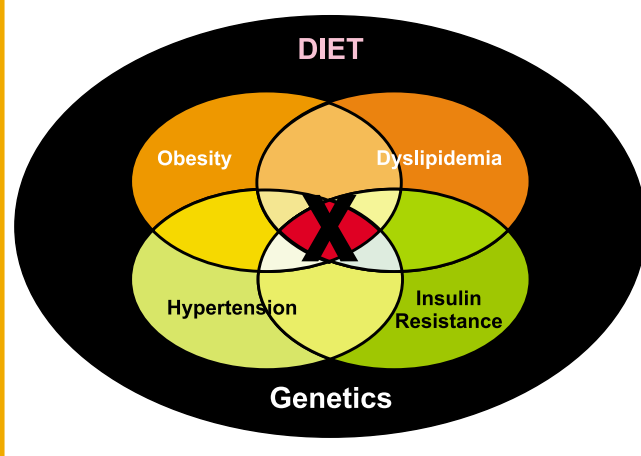 DIET
Obesity
Dyslipidemia
X
Hypertension
Insulin
Resistance
Genetics